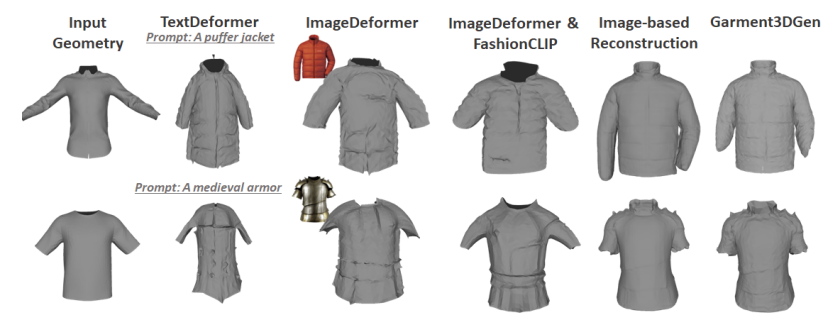 Input
Geometry
TextDeformer
Prompt: A puffer jacket
ImageDeformer
ImageDeformer &
FashionCLIP
Image-based
Reconstruction
Garment3DGen
Prompt: A medieval armor